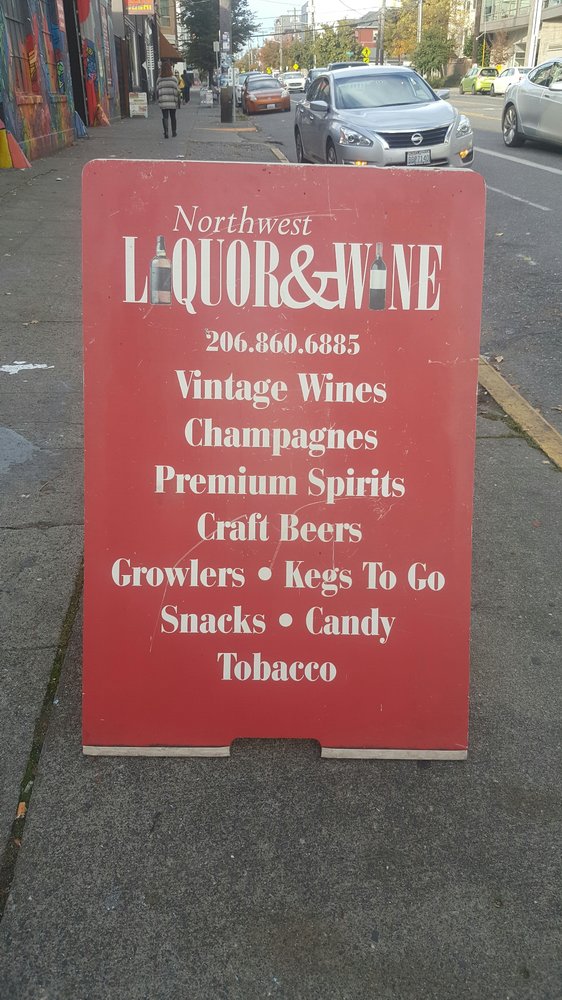 Northwest
LIQUOR & WINE
206.860.6885
Vintage Wines
Champagnes
Premium Spirits
Craft Beers
Growlers • Kegs To Go
Snacks • Candy
Tobacco